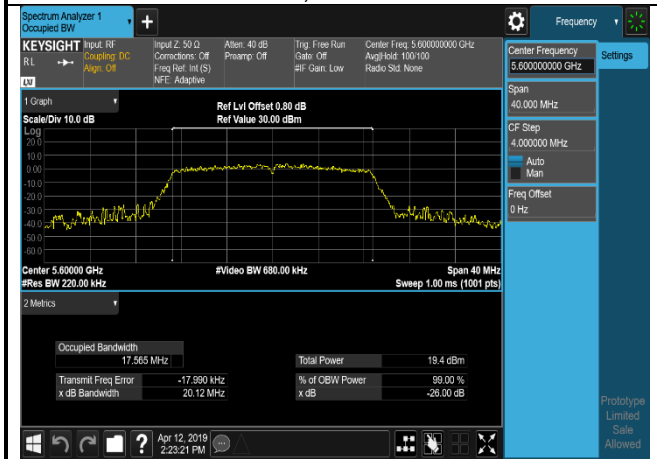 Spectrum Analyzer 1
Occupied BW
Frequency
KEYSIGHT
RL
LXI
Input: RF
Coupling: DC
Align: Off
Input Z: 50 Ω
Corrections: Off
Freq Ref: Int (S)
NFE: Adaptive
Atten: 40 dB
Preamp: Off
Trig: Free Run
Gate: Off
#IF Gain: Low
Center Freq: 5.600000000 GHz
Avg|Hold: 100/100
Radio Std: None
Center Frequency
5.600000000 GHz
Settings
Span
40.000 MHz
CF Step
4.000000 MHz
Auto
Man
Freq Offset
0 Hz
1 Graph
Scale/Div 10.0 dB
Ref Lvl Offset 0.80 dB
Ref Value 30.00 dBm
Log
20.0
10.0
0.00
-10.0
-20.0
-30.0
-40.0
-50.0
-60.0
Center 5.60000 GHz
#Res BW 220.00 kHz
#Video BW 680.00 kHz
Span 40 MHz
Sweep 1.00 ms (1001 pts)
2 Metrics
Occupied Bandwidth
17.565 MHz
Total Power 19.4 dBm
Transmit Freq Error -17.990 kHz
% of OBW Power 99.00 %
x dB Bandwidth 20.12 MHz
x dB -26.00 dB
Prototype
Limited
Sale
Allowed
?
Apr 12, 2019
2:23:21 PM